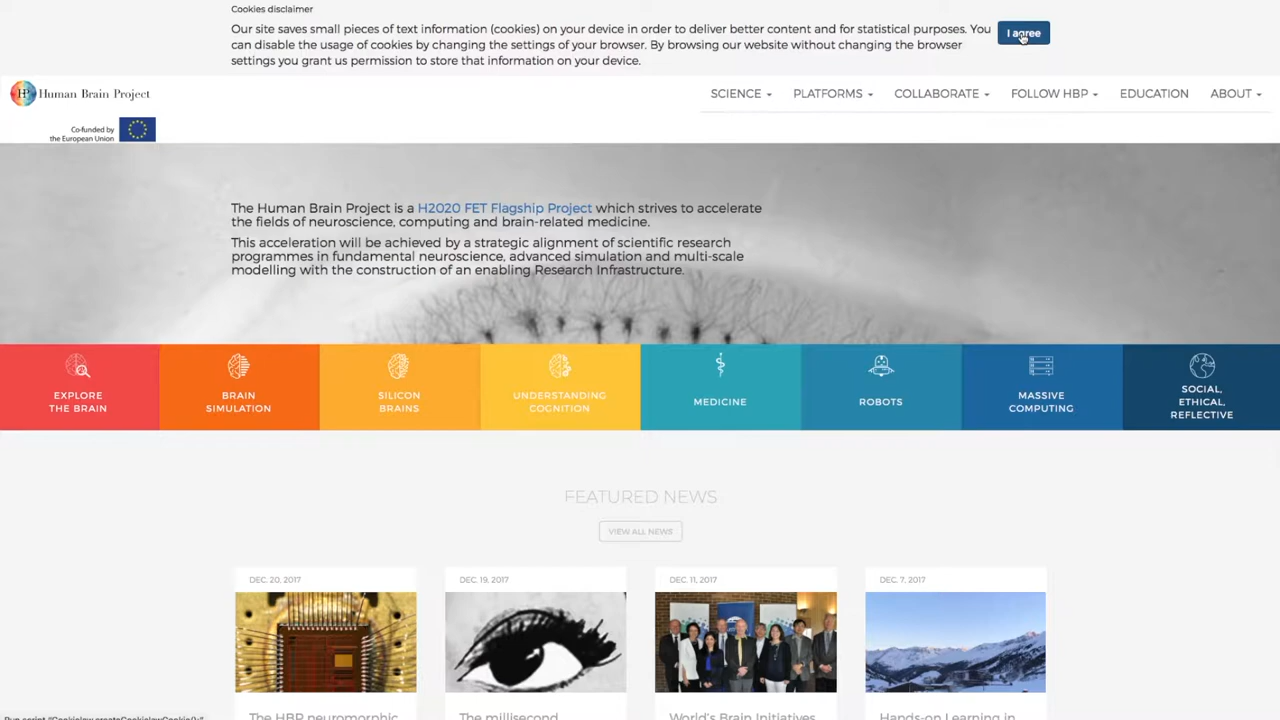 Cookies disclaimer
Our site saves small pieces of text information (cookies) on your device in order to deliver better content and for statistical purposes. You
can disable the usage of cookies by changing the settings of your browser. By browsing our website without changing the browser
settings you grant us permission to store that information on your device.
I agree
Human Brain Project
SCIENCE
PLATFORMS
COLLABORATE
FOLLOW HBP
EDUCATION
ABOUT
Co-funded by
the European Union
The Human Brain Project is a H2020 FET Flagship Project which strives to accelerate
the fields of neuroscience, computing and brain-related medicine.
This acceleration will be achieved by a strategic alignment of scientific research
programmes in fundamental neuroscience, advanced simulation and multi-scale
modelling with the construction of an enabling Research Infrastructure.
EXPLORE
THE BRAIN
BRAIN
SIMULATION
SILICON
BRAINS
UNDERSTANDING
COGNITION
MEDICINE
ROBOTS
MASSIVE
COMPUTING
SOCIAL,
ETHICAL,
REFLECTIVE
FEATURED NEWS
VIEW ALL NEWS
DEC. 20, 2017
DEC. 19, 2017
DEC. 11, 2017
DEC. 7, 2017
The HBP neuromorphic
The millisecond
World's Brain Initiatives
Hands-on Learning in